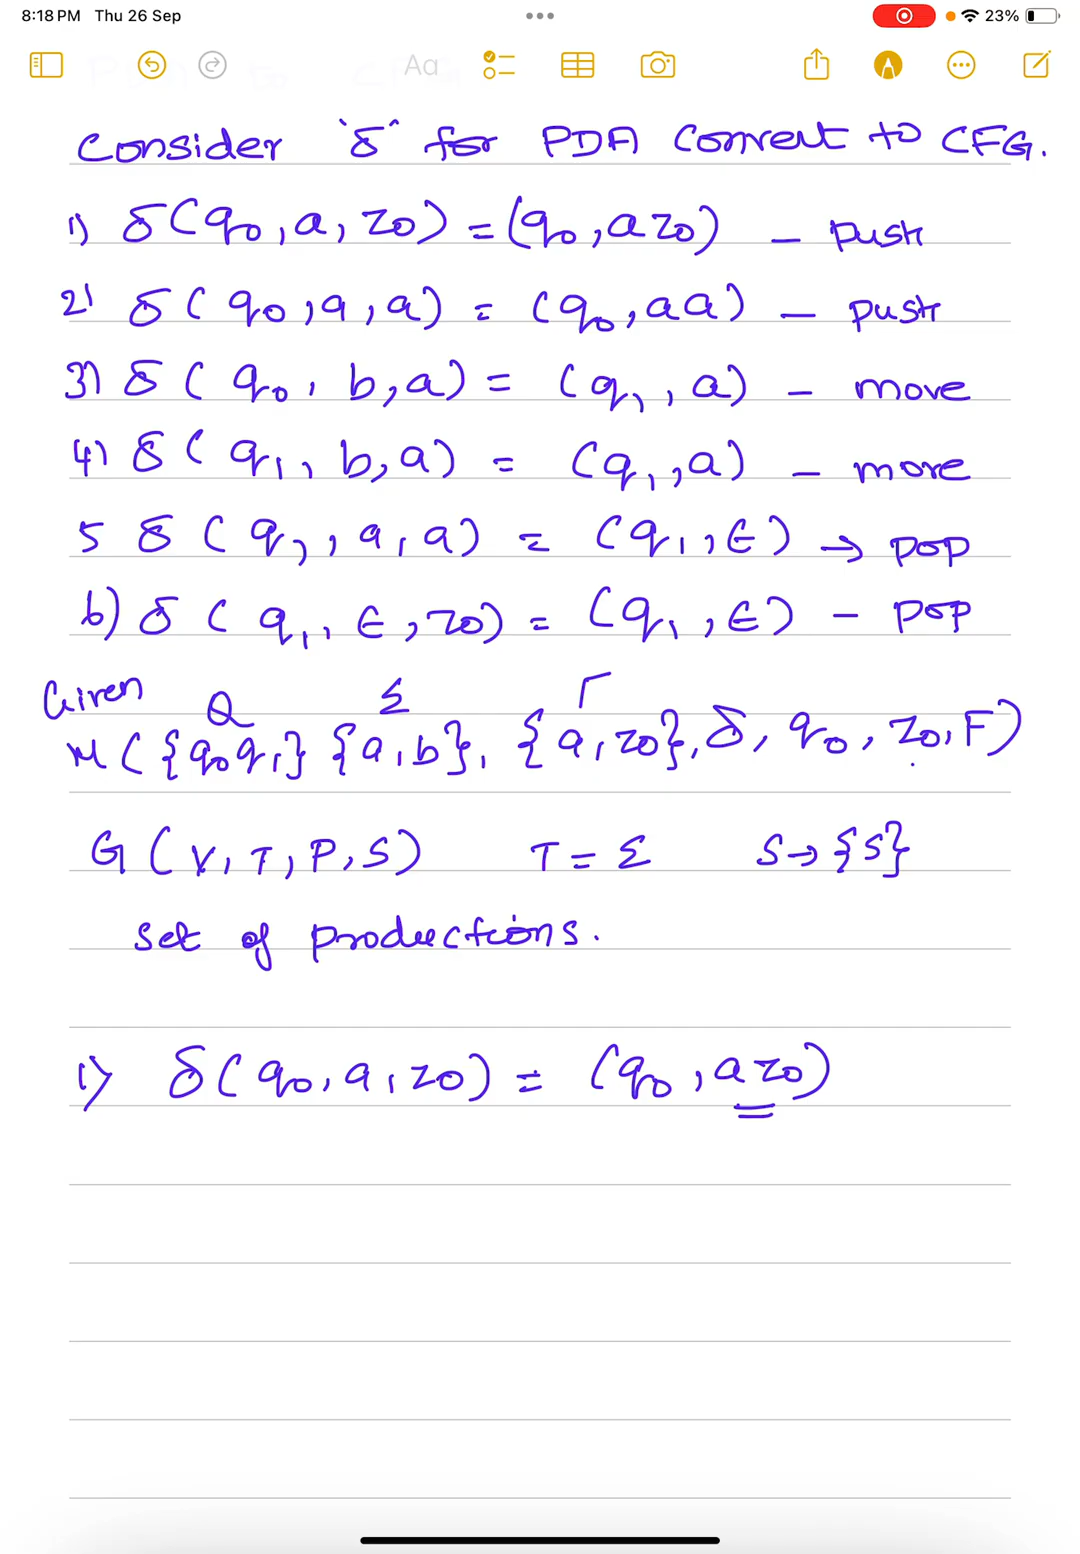 8:18 PM Thu 26 Sep 23%
Aa
Consider `δ^ for PDA Convert to CFG.
1) δ(q0, a, z0) = (q0, a z0) – push
2) δ(q0, a, a) = (q0, aa) – push
3) δ(q0, b, a) = (q1, a) – move
4) δ(q1, b, a) = (q1, a) – move
5 δ(q1, a, a) = (q1, ∈) → pop
6) δ(q1, ∈, z0) = (q1, ∈) – pop
Given Q Σ Γ
M({q0 q1} {a, b}, {a, z0}, δ, q0, z0, F)
G(V, T, P, S) T = Σ S → {S}
set of productions.
1) δ(q0, a, z0) = (q0, a z0)